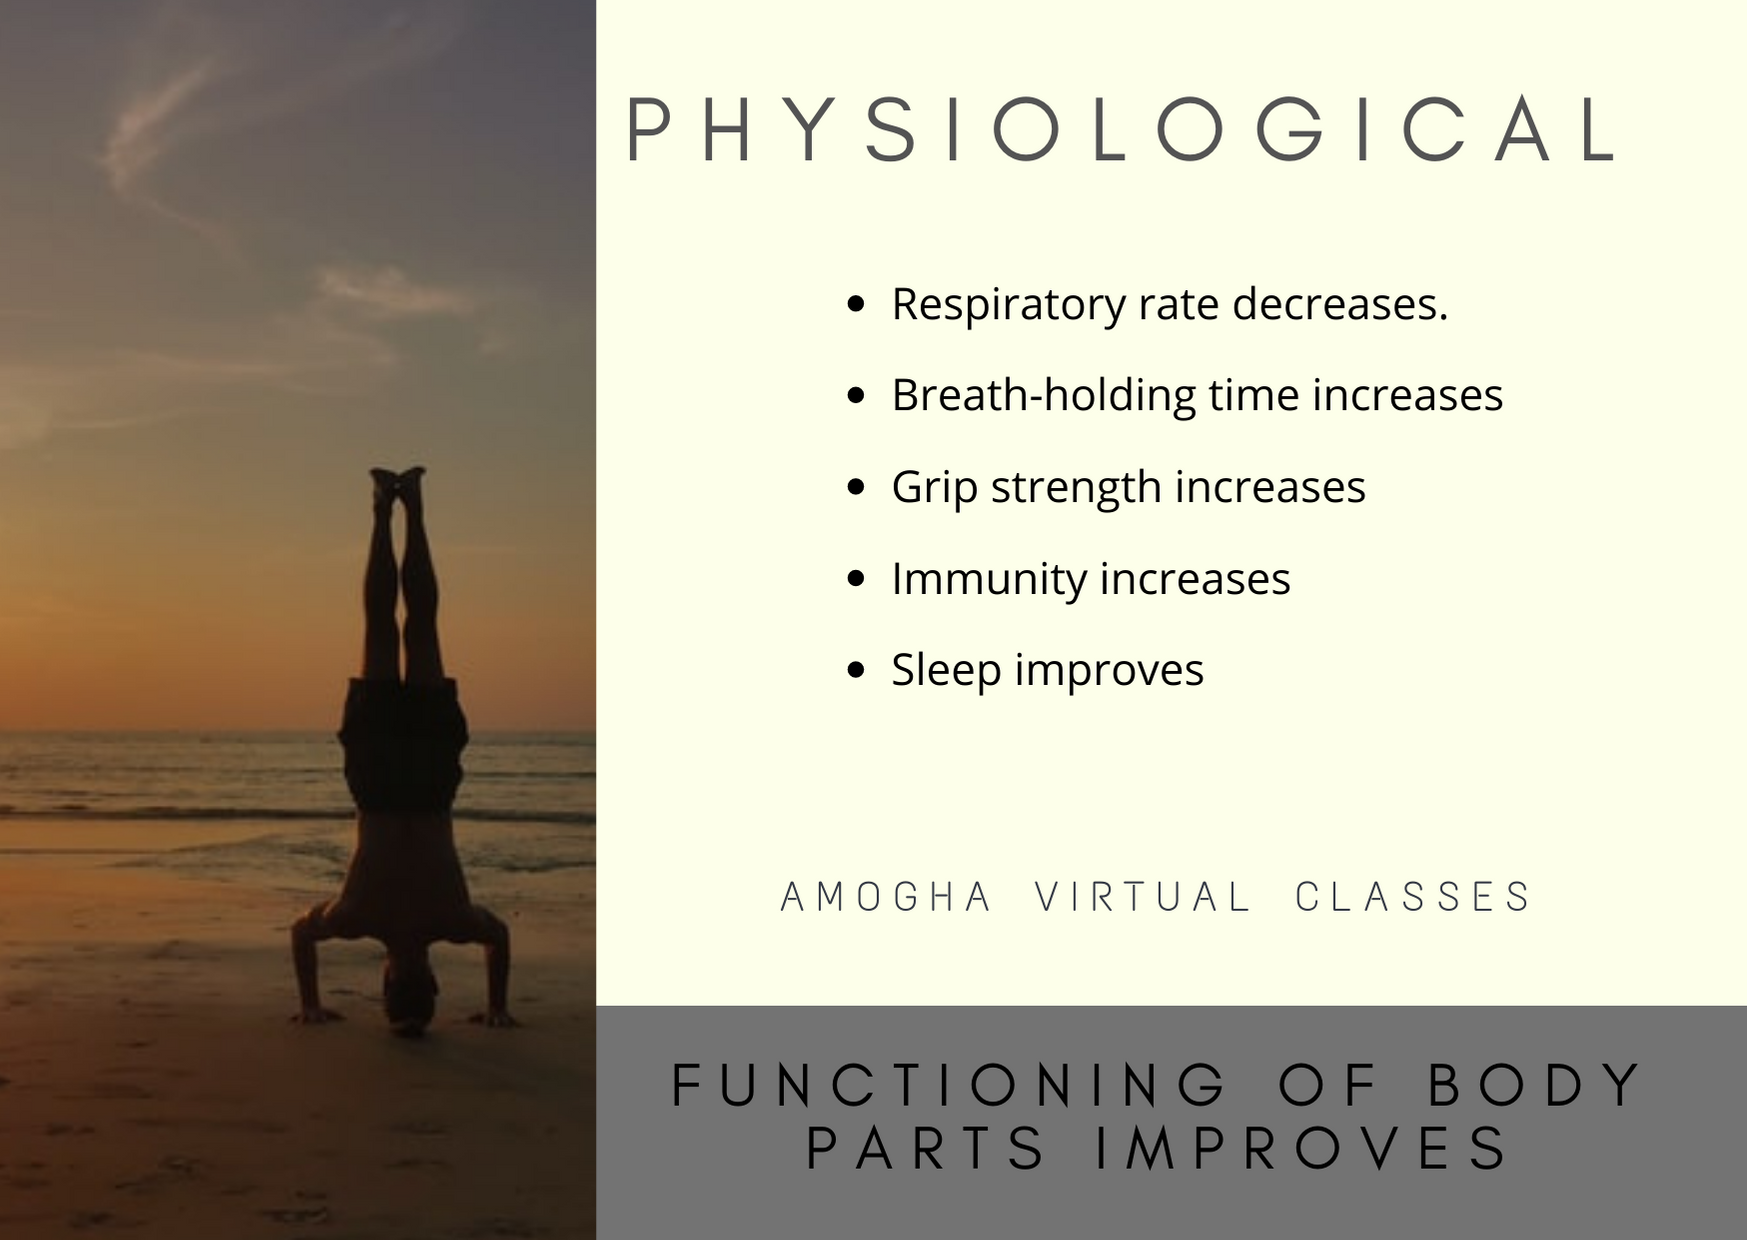 PHYSIOLOGICAL
• Respiratory rate decreases.
• Breath-holding time increases
• Grip strength increases
• Immunity increases
• Sleep improves
AMOGHA VIRTUAL CLASSES
FUNCTIONING OF BODY
PARTS IMPROVES